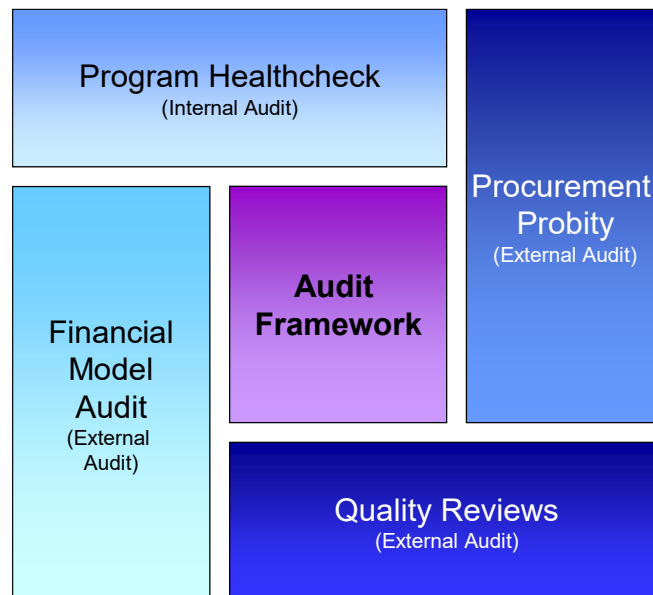 Program Healthcheck
(Internal Audit)
Procurement
Probity
(External Audit)
Audit
Framework
Financial
Model
Audit
(External
Audit)
Quality Reviews
(External Audit)